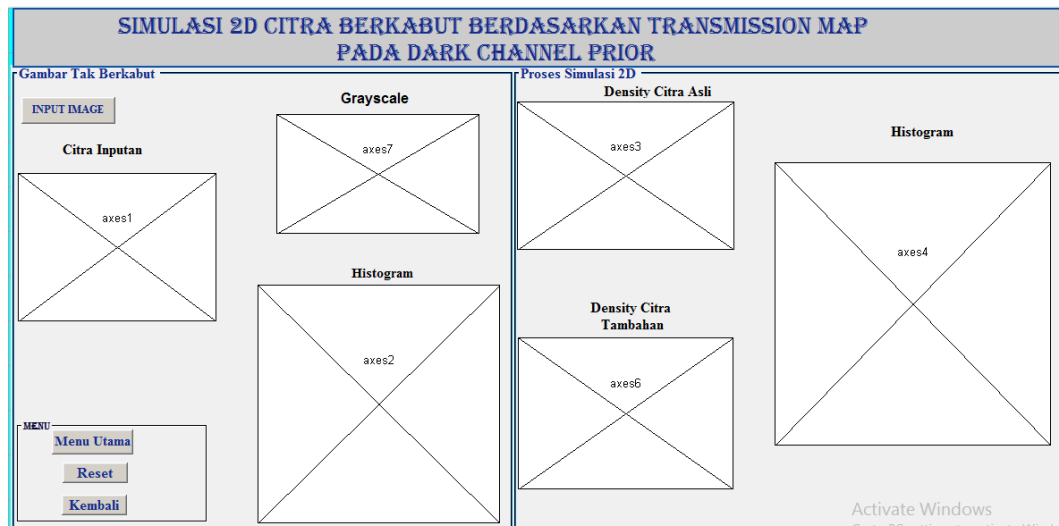 SIMULASI 2D CITRA BERKABUT BERDASARKAN TRANSMISSION MAP
PADA DARK CHANNEL PRIOR
Gambar Tak Berkabut
INPUT IMAGE
Grayscale
axes7
Citra Inputan
axes1
Histogram
axes2
MENU
Menu Utama
Reset
Kembali
Proses Simulasi 2D
Density Citra Asli
axes3
Histogram
axes4
Density Citra
Tambahan
axes6
Activate Windows